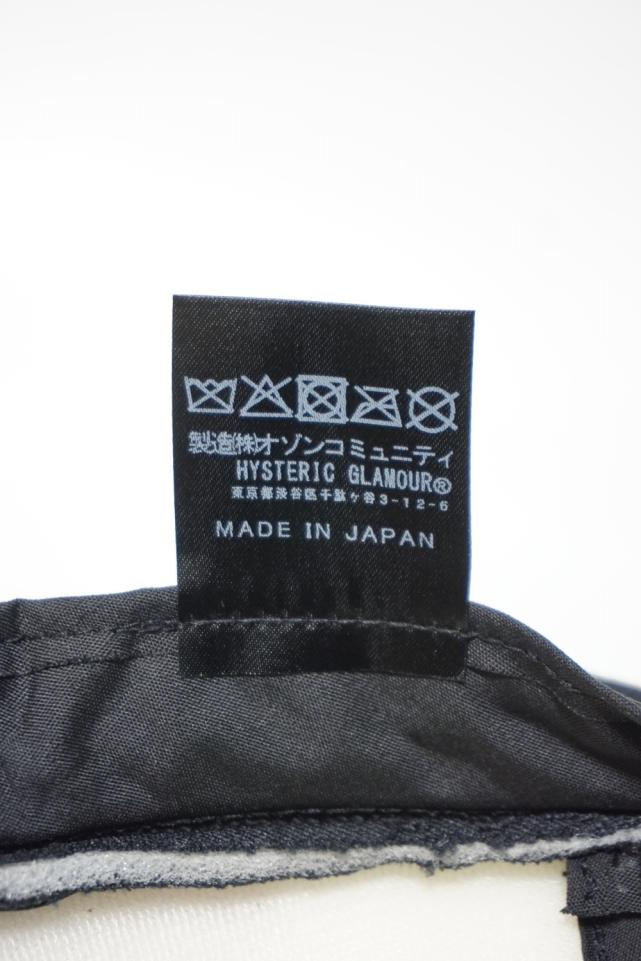 製造㈱オゾンコミュニティ
HYSTERIC GLAMOUR®
東京都渋谷区千駄ヶ谷3-12-6
MADE IN JAPAN